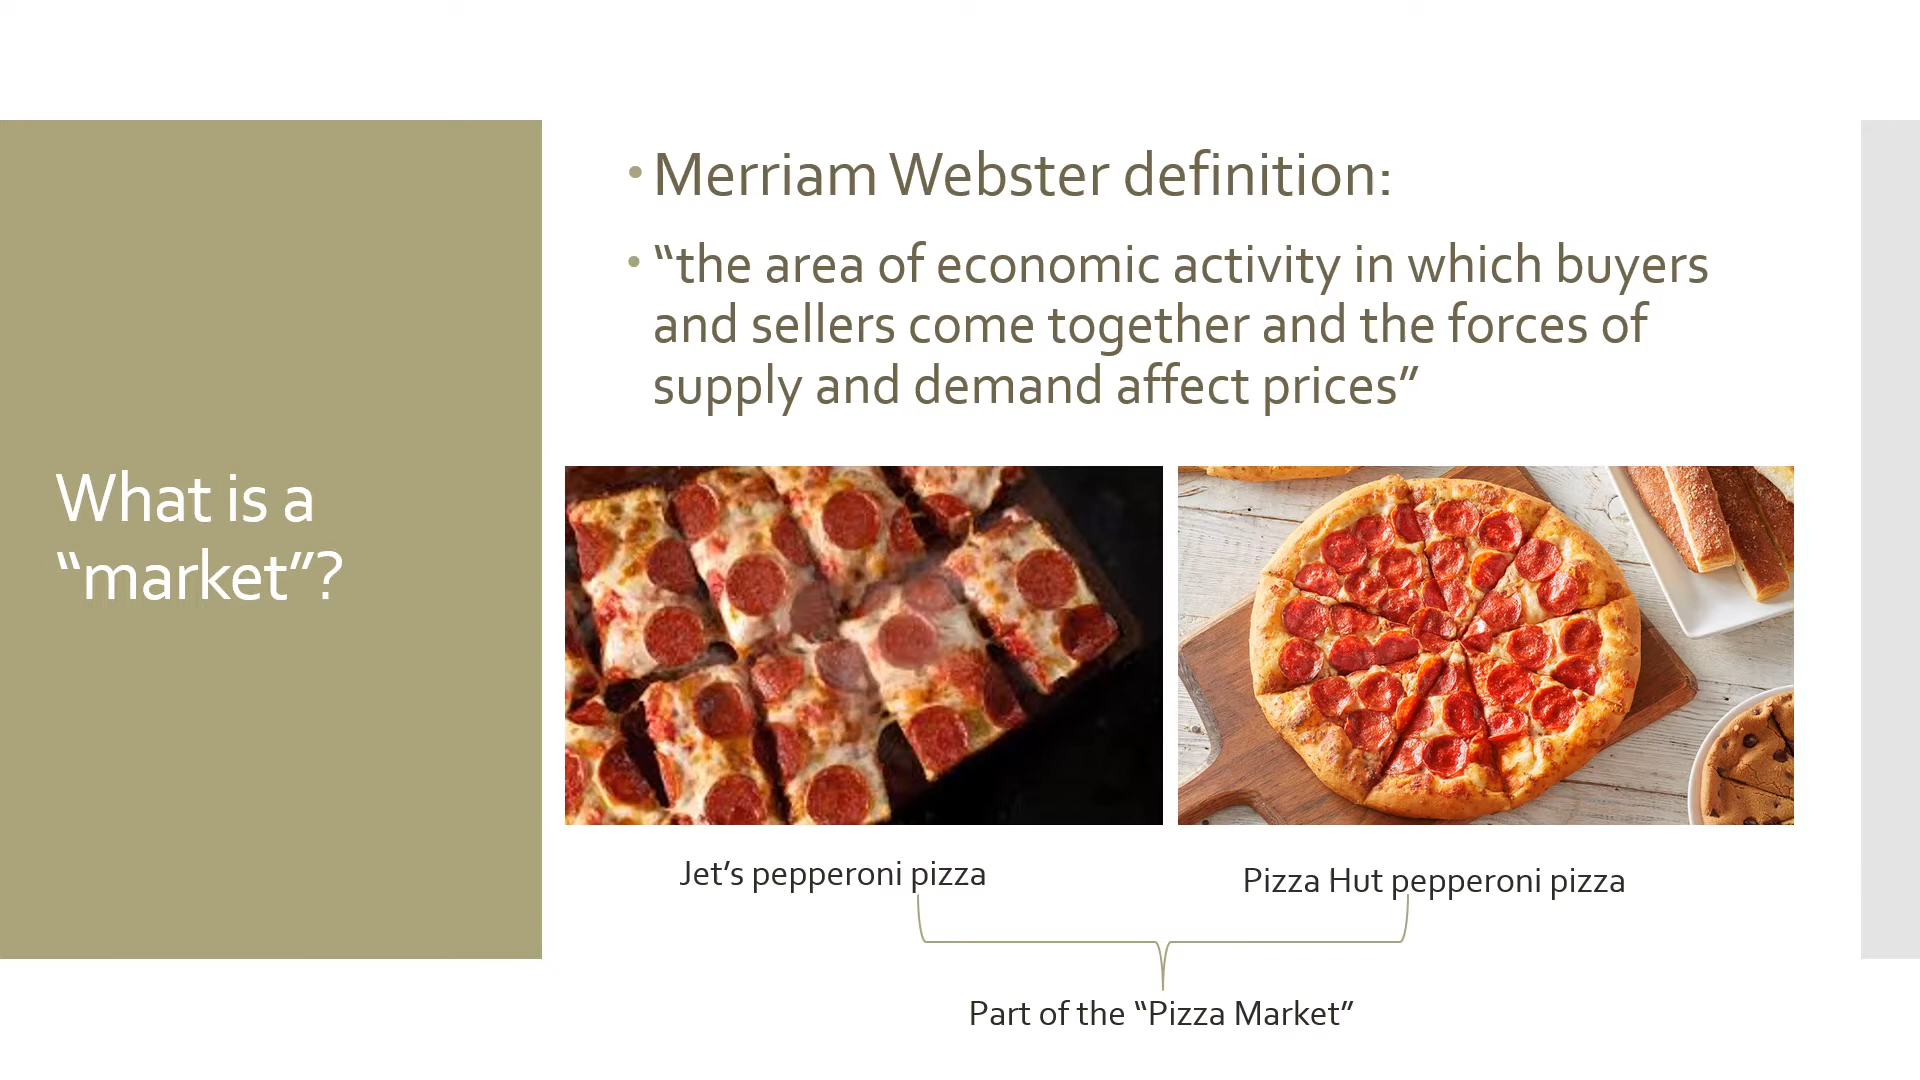 What is a
“market”?
• Merriam Webster definition:
• “the area of economic activity in which buyers
and sellers come together and the forces of
supply and demand affect prices”
Jet’s pepperoni pizza
Pizza Hut pepperoni pizza
Part of the “Pizza Market”